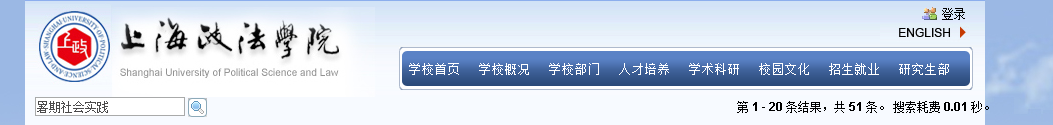 登录
ENGLISH
上海政法學院
Shanghai University of Political Science and Law
SHANGHAI UNIVERSITY OF POLITICAL SCIENCE AND LAW
上政
学校首页 学校概况 学校部门 人才培养 学术科研 校园文化 招生就业 研究生部
暑期社会实践
第 1 - 20 条结果，共 51 条。 搜索耗费 0.01 秒。